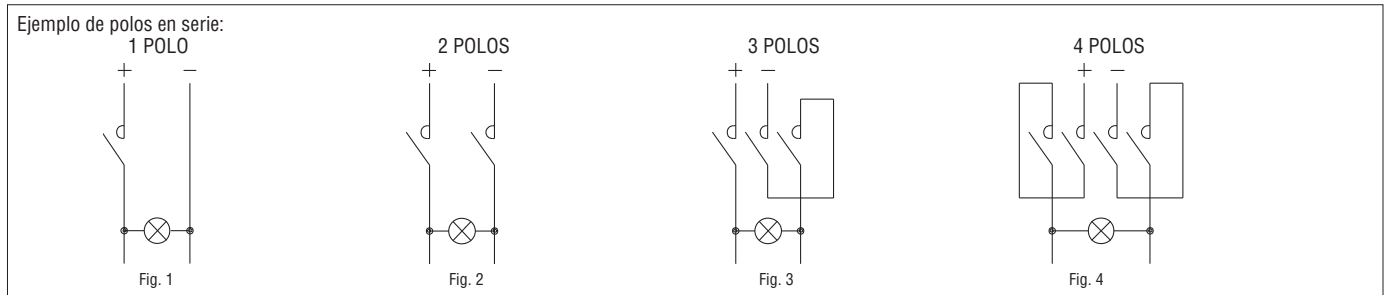 Ejemplo de polos en serie:
1 POLO
2 POLOS
3 POLOS
4 POLOS
+ –
+ –
+ –
+ –
Fig. 1
Fig. 2
Fig. 3
Fig. 4